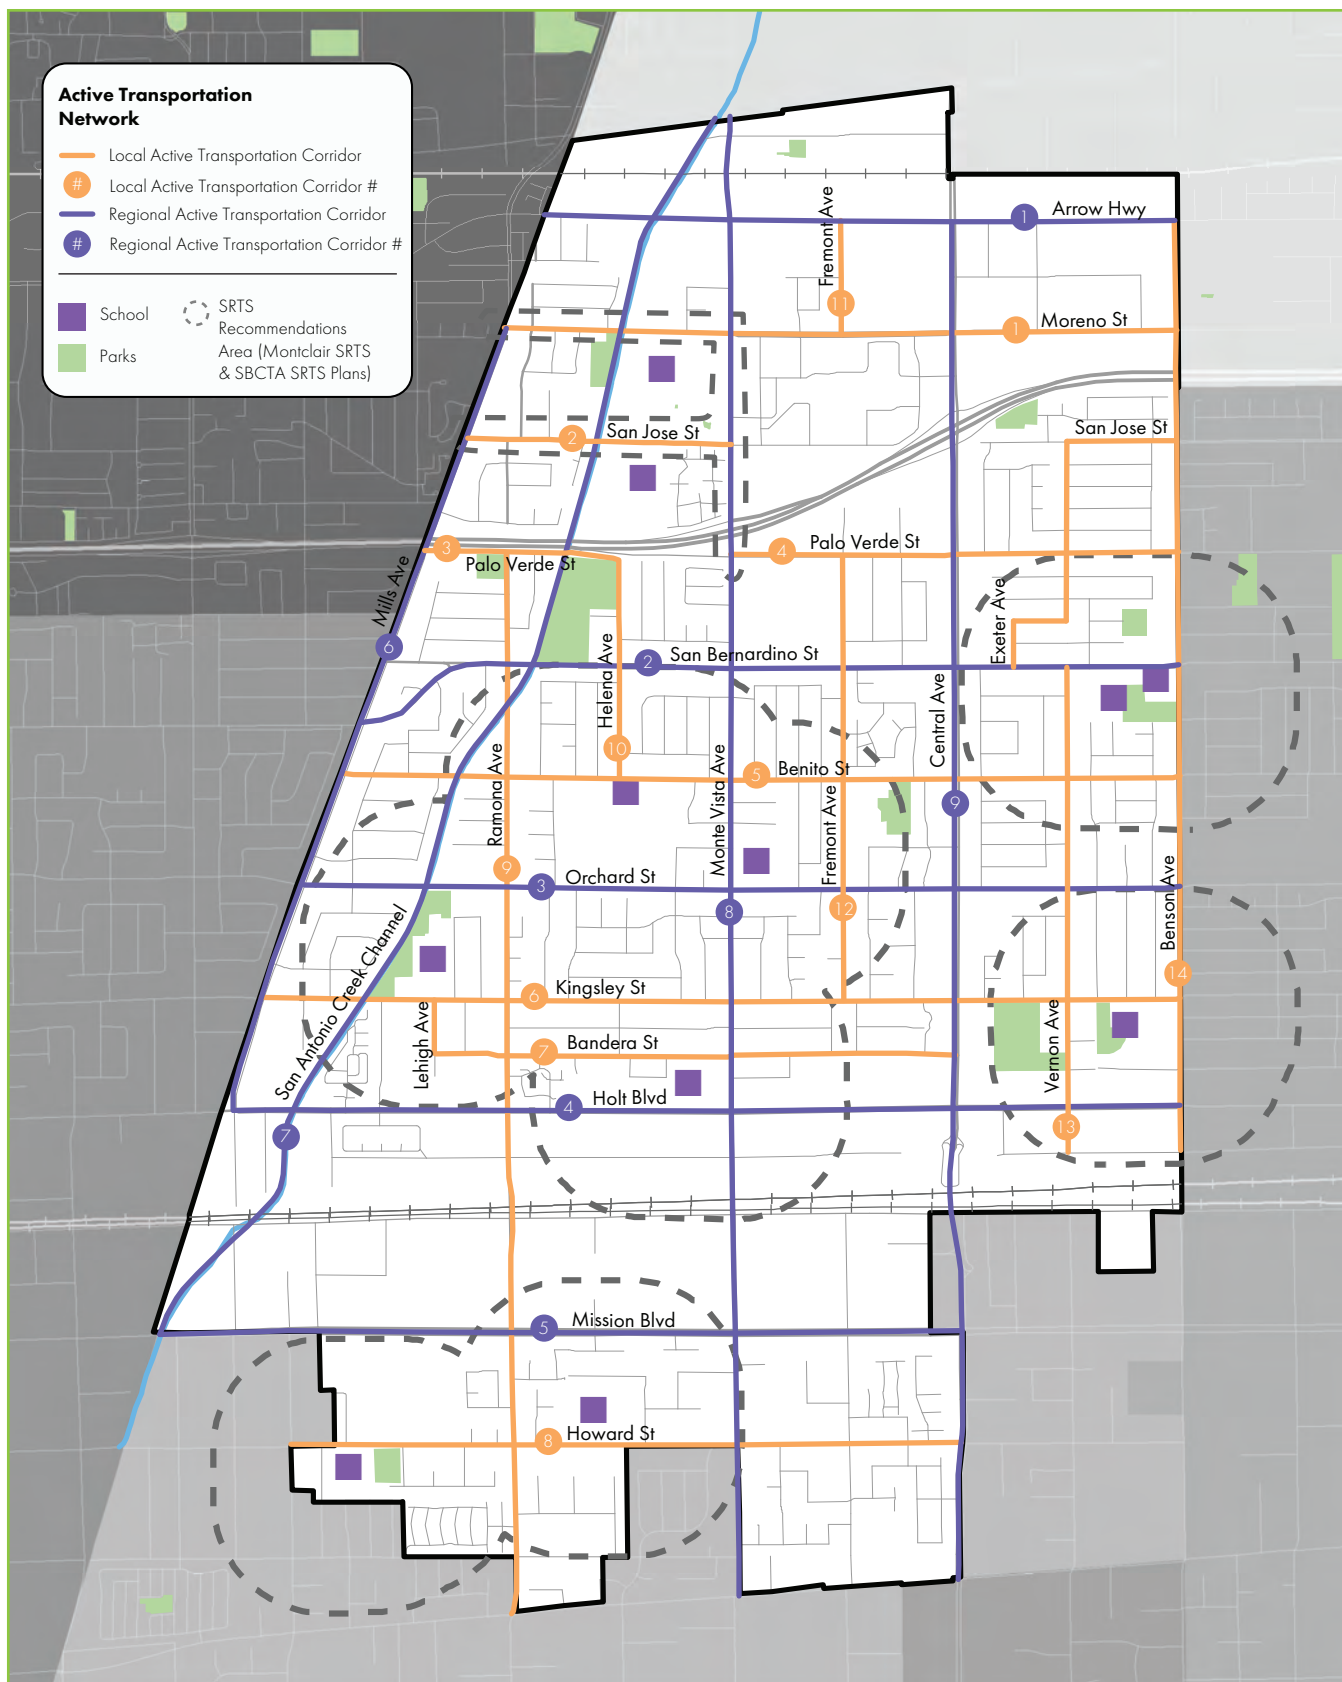 Active Transportation
Network
Local Active Transportation Corridor
# Local Active Transportation Corridor #
Regional Active Transportation Corridor
# Regional Active Transportation Corridor #
School
Parks
SRTS
Recommendations
Area (Montclair SRTS
& SBCTA SRTS Plans)
1 Arrow Hwy
Fremont Ave
11
1 Moreno St
2 San Jose St
San Jose St
3
Palo Verde St
4 Palo Verde St
Mills Ave
6
Exeter Ave
2 San Bernardino St
Helena Ave
10
Central Ave
9
Ramona Ave
9
Monte Vista Ave
8
5 Benito St
Fremont Ave
12
3 Orchard St
Benson Ave
14
San Antonio Creek Channel
7
6 Kingsley St
Lehigh Ave
7 Bandera St
Vernon Ave
13
4 Holt Blvd
5 Mission Blvd
8 Howard St